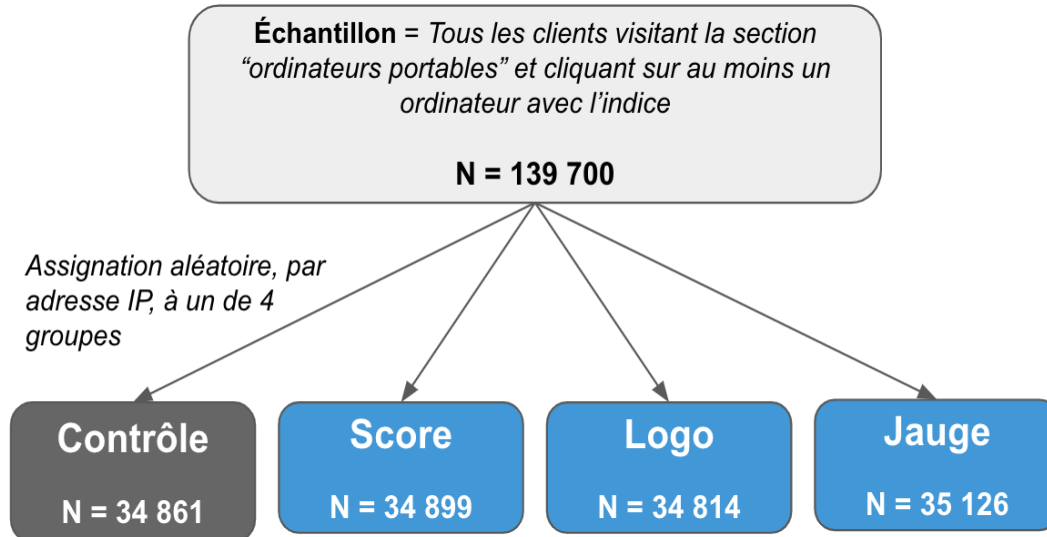 Échantillon = Tous les clients visitant la section
“ordinateurs portables” et cliquant sur au moins un
ordinateur avec l’indice
N = 139 700
Assignation aléatoire, par
adresse IP, à un de 4
groupes
Contrôle
N = 34 861
Score
N = 34 899
Logo
N = 34 814
Jauge
N = 35 126